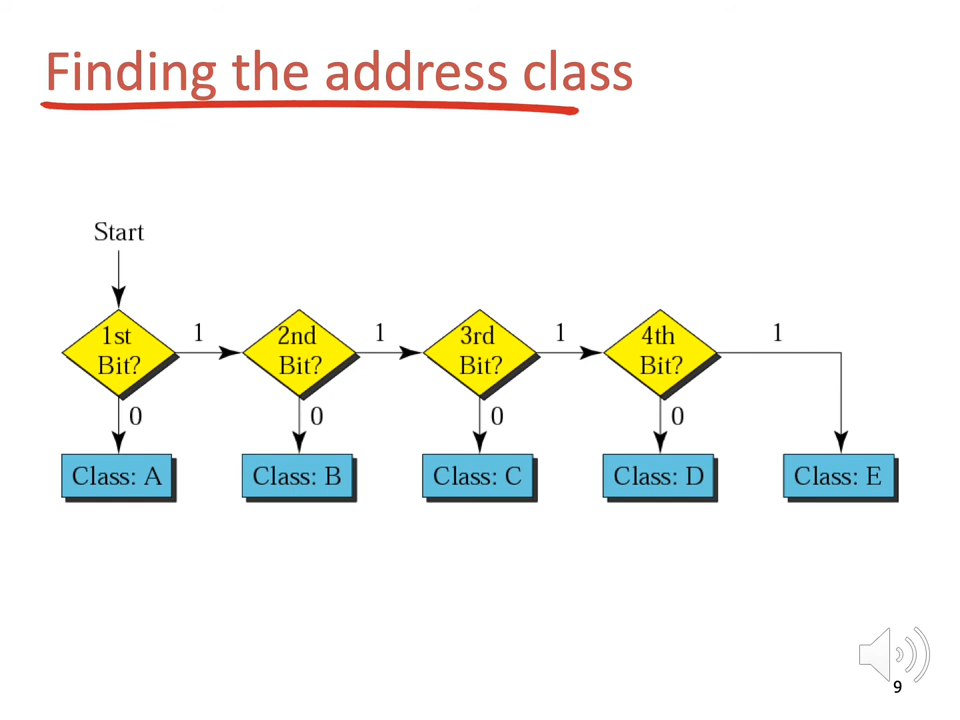 Finding the address class
Start
1st
Bit?
1
2nd
Bit?
1
3rd
Bit?
1
4th
Bit?
1
0
0
0
0
Class: A
Class: B
Class: C
Class: D
Class: E
9